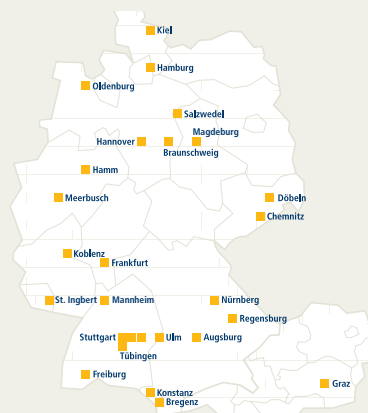 Kiel
Hamburg
Oldenburg
Salzwedel
Magdeburg
Hannover
Braunschweig
Hamm
Meerbusch
Döbeln
Chemnitz
Koblenz
Frankfurt
St. Ingbert
Mannheim
Nürnberg
Regensburg
Stuttgart
Ulm
Augsburg
Tübingen
Freiburg
Graz
Konstanz
Bregenz